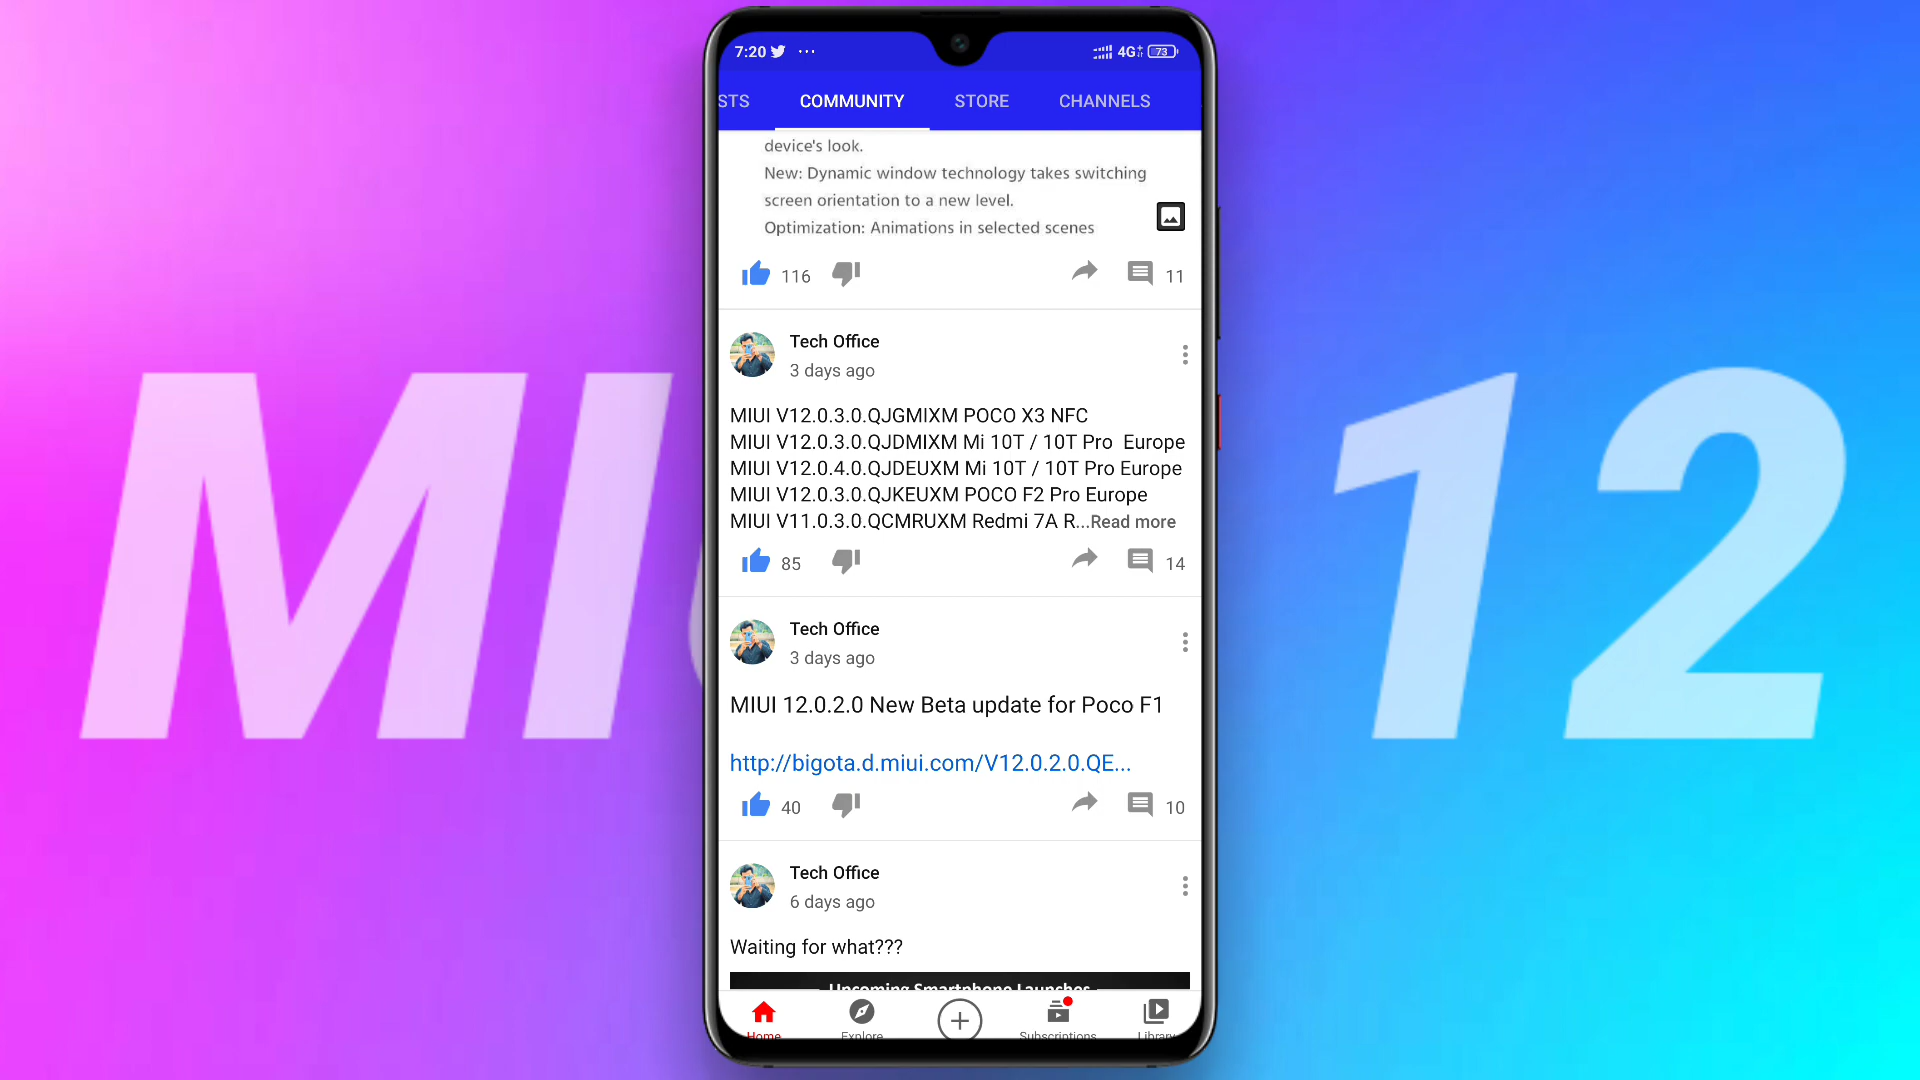 7:20 ... 4G+ 73
STS COMMUNITY STORE CHANNELS
device's look.
New: Dynamic window technology takes switching
screen orientation to a new level.
Optimization: Animations in selected scenes
116 11
Tech Office
3 days ago
MIUI V12.0.3.0.QJGMIXM POCO X3 NFC
MIUI V12.0.3.0.QJDMIXM Mi 10T / 10T Pro Europe
MIUI V12.0.4.0.QJDEUXM Mi 10T / 10T Pro Europe
MIUI V12.0.3.0.QJKEUXM POCO F2 Pro Europe
MIUI V11.0.3.0.QCMRUXM Redmi 7A R...Read more
85 14
MI 12
Tech Office
3 days ago
MIUI 12.0.2.0 New Beta update for Poco F1
http://bigota.d.miui.com/V12.0.2.0.QE...
40 10
Tech Office
6 days ago
Waiting for what???
Upcoming Smartphone Launches
Home Explore Subscriptions Library